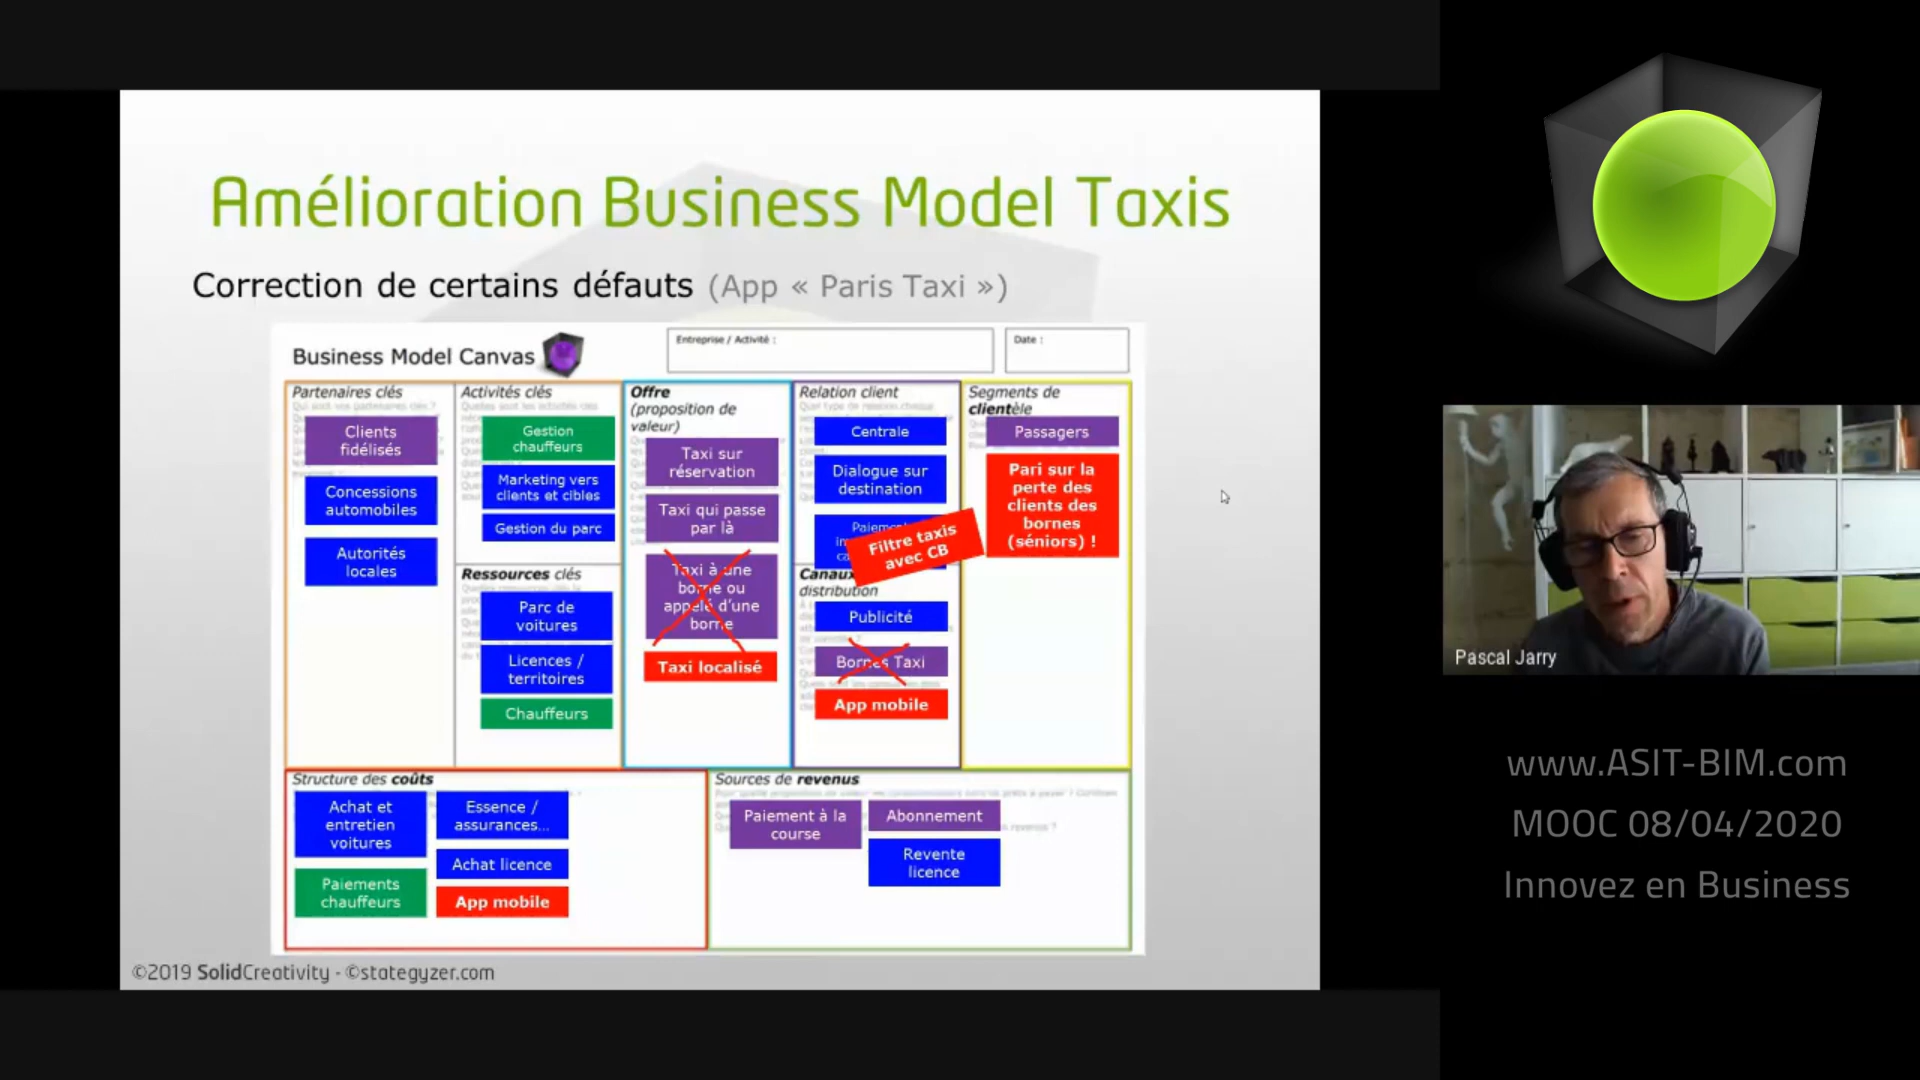 Amélioration Business Model Taxis
Correction de certains défauts (App « Paris Taxi »)
Business Model Canvas
Entreprise / Activité :
Date :
Partenaires clés
Clients
fidélisés
Concessions
automobiles
Autorités
locales
Activités clés
Gestion
chauffeurs
Marketing vers
clients et cibles
Gestion du parc
Ressources clés
Parc de
voitures
Licences /
territoires
Chauffeurs
Offre
(proposition de
valeur)
Taxi sur
réservation
Taxi qui passe
par là
Taxi à une
borne ou
appelé d'une
borne
Taxi localisé
Relation client
Centrale
Dialogue sur
destination
Filtre taxis
avec CB
Canaux
distribution
Publicité
Bornes Taxi
App mobile
Segments de
clientèle
Passagers
Pari sur la
perte des
clients des
bornes
(séniors) !
Structure des coûts
Achat et
entretien
voitures
Paiements
chauffeurs
Essence /
assurances...
Achat licence
App mobile
Sources de revenus
Paiement à la
course
Abonnement
Revente
licence
©2019 SolidCreativity - ©stategyzer.com
Pascal Jarry
www.ASIT-BIM.com
MOOC 08/04/2020
Innovez en Business